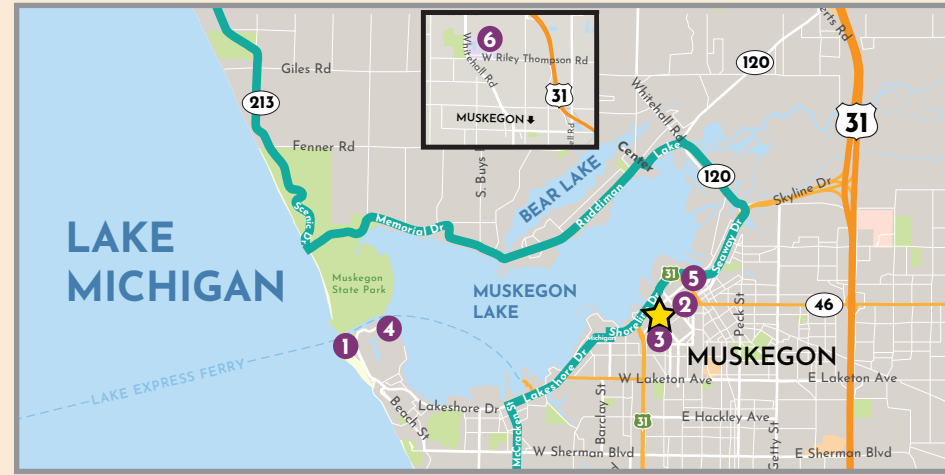 Giles Rd
213
Fenner Rd
Scenic Dr
LAKE
MICHIGAN
Memorial Dr
Muskegon
State Park
MUSKEGON
LAKE
BEAR LAKE
Ruddiman
Center
Lake
Whitehall Rd
120
120
S. Buys
6
Whitehall Rd
W Riley Thompson Rd
31
MUSKEGON
31
Skyline Dr
Seaway Dr
31
5
2
3
46
Peck St
Shoreline Dr
Michigan
MUSKEGON
1
4
LAKE EXPRESS FERRY
Beach St
Lakeshore Dr
Lakeshore Dr
McCracken St
W Laketon Ave
E Laketon Ave
Barclay St
31
E Hackley Ave
Getty St
W Sherman Blvd
E Sherman Blvd